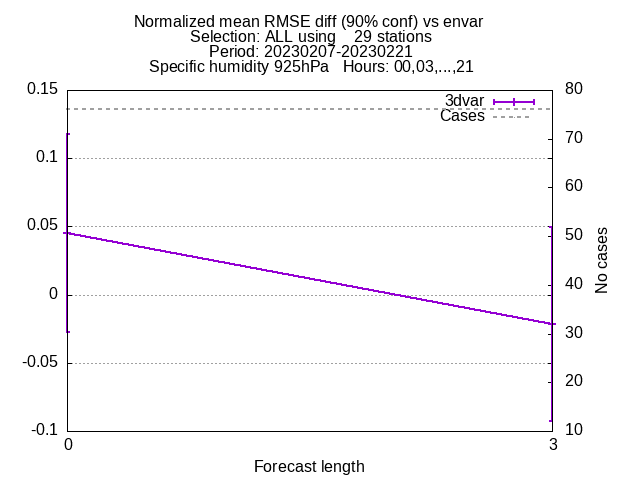 Normalized mean RMSE diff (90% conf) vs envar
Selection: ALL using    29 stations
Period: 20230207-20230221
Specific humidity 925hPa   Hours: 00,03,...,21
3dvar
Cases
0.15
0.1
0.05
0
-0.05
-0.1
80
70
60
50
40
30
20
10
No cases
0
3
Forecast length